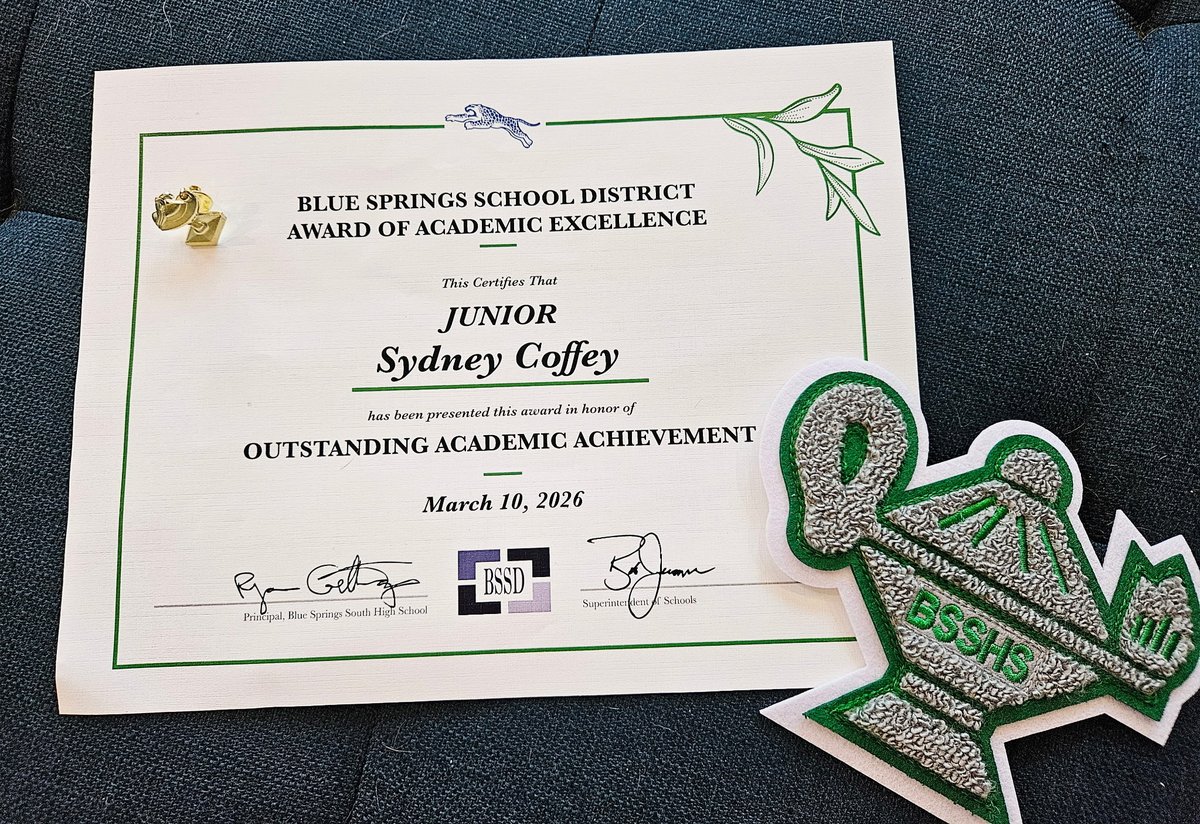 BLUE SPRINGS SCHOOL DISTRICT
AWARD OF ACADEMIC EXCELLENCE
This Certifies That
JUNIOR
Sydney Coffey
has been presented this award in honor of
OUTSTANDING ACADEMIC ACHIEVEMENT
March 10, 2026
Principal, Blue Springs South High School
BSSD
Superintendent of Schools
BSSHS